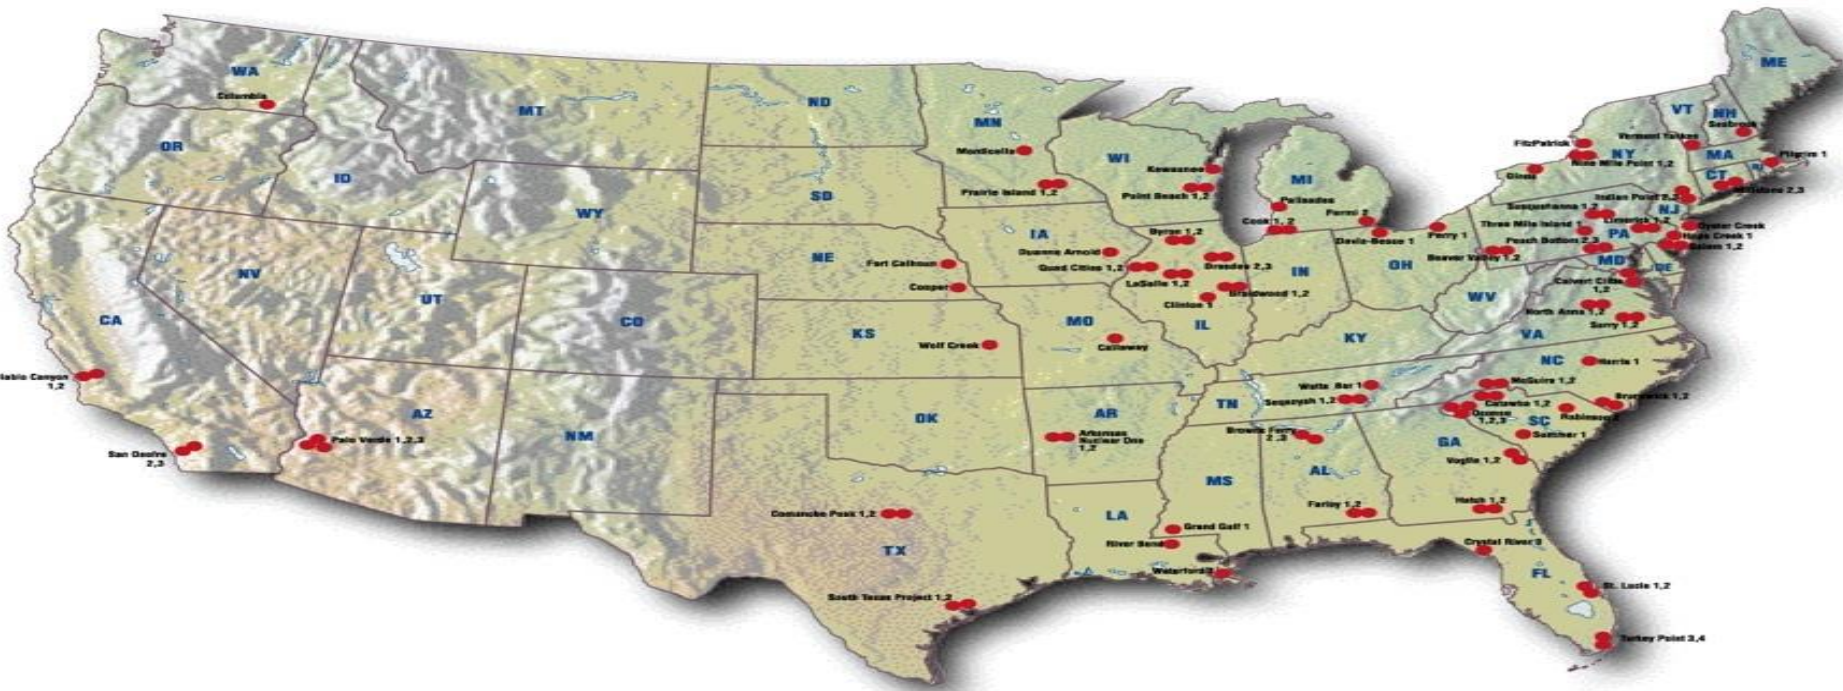 WA
Columbia
OR
ID
MT
ND
SD
WY
NE
NV
UT
CO
CA
KS
AZ
NM
OK
TX
MN
Monticello
Prairie Island 1,2
WI
Kewaunee
Point Beach 1,2
MI
Palisades
Cook 1, 2
Fermi 2
Davis-Besse 1
Perry 1
IA
Duane Arnold
Quad Cities 1,2
Byron 1,2
Dresden 2,3
LaSalle 1,2
Braidwood 1,2
Clinton 1
IL
IN
OH
Fort Calhoun
Cooper
Wolf Creek
MO
Callaway
KY
WV
VA
Diablo Canyon
1,2
San Onofre
2,3
Palo Verde 1,2,3
Comanche Peak 1,2
South Texas Project 1,2
AR
Arkansas
Nuclear One
1,2
LA
River Bend
Waterford 3
Grand Gulf 1
MS
TN
Watts Bar 1
Sequoyah 1,2
Browns Ferry
AL
Farley 1,2
GA
Hatch 1,2
Vogtle 1,2
FL
Crystal River 3
St. Lucie 1,2
Turkey Point 3,4
SC
Summer 1
Robinson
Brunswick 1,2
Oconee
1,2,3
Catawba 1,2
McGuire 1,2
NC
Harris 1
Surry 1,2
North Anna 1,2
Calvert Cliffs
1,2
MD
DE
Beaver Valley 1,2
Peach Bottom 2,3
PA
Three Mile Island 1
Susquehanna 1,2
Limerick 1,2
Indian Point 2,3
NJ
Oyster Creek
Hope Creek 1
Salem 1,2
Ginna
FitzPatrick
Nine Mile Point 1,2
NY
Vermont Yankee
VT
NH
Seabrook
ME
MA
Pilgrim 1
RI
CT
Millstone 2,3